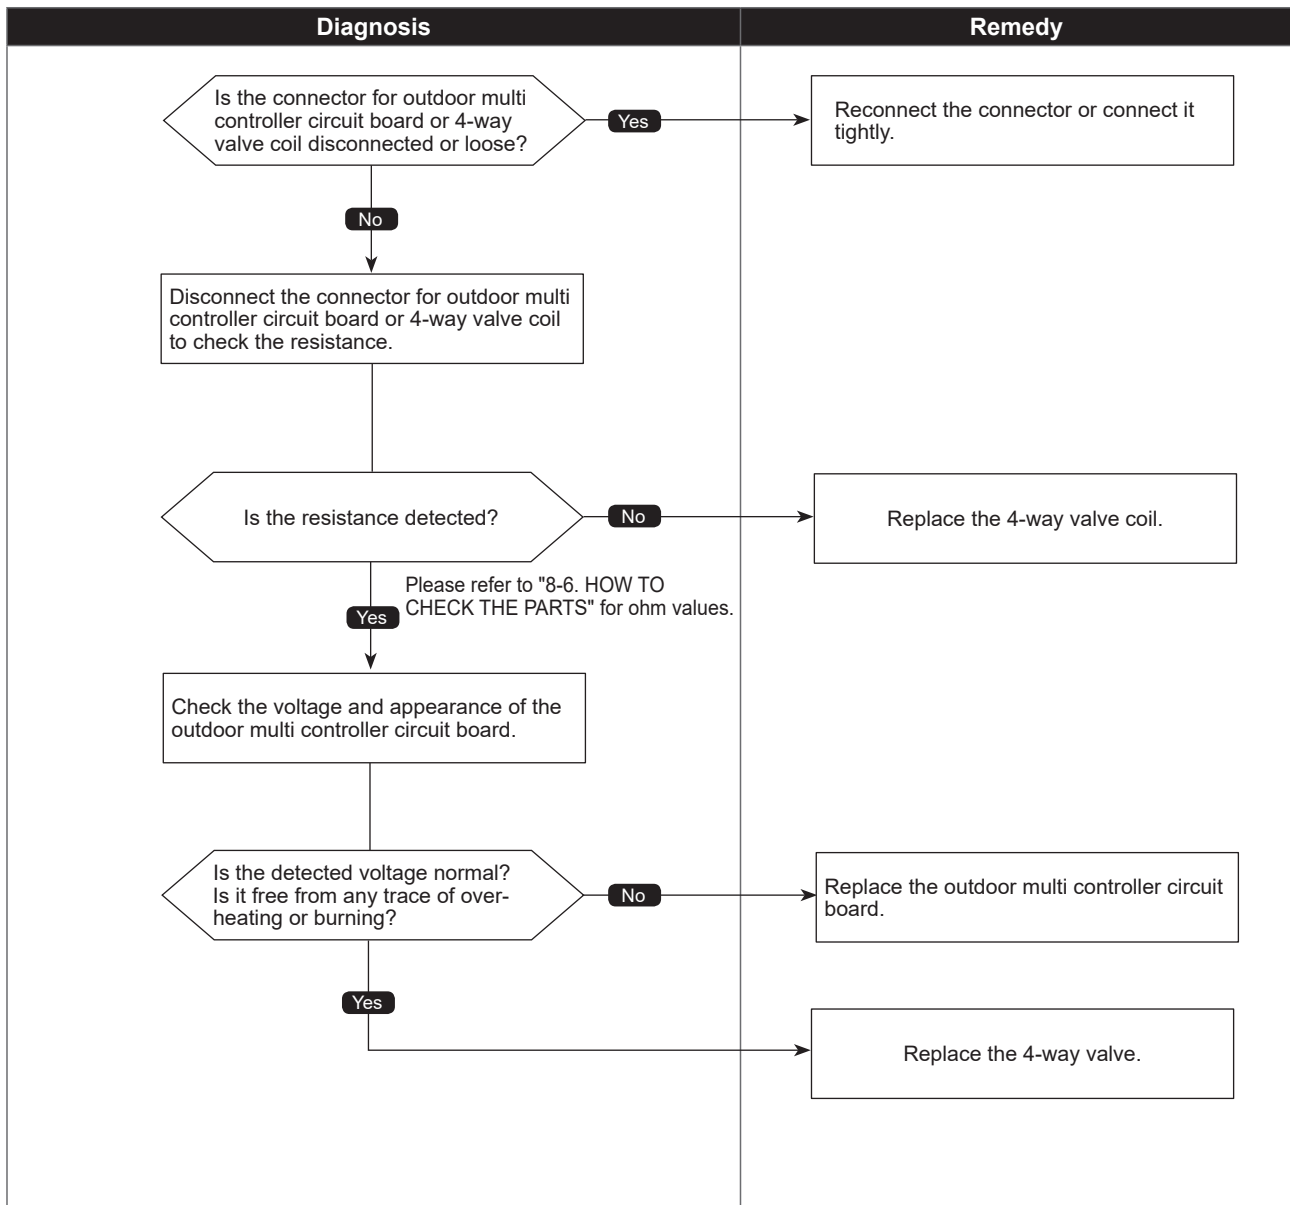 Diagnosis
Remedy
Is the connector for outdoor multi
controller circuit board or 4-way
valve coil disconnected or loose?
Yes
Reconnect the connector or connect it
tightly.
No
Disconnect the connector for outdoor multi
controller circuit board or 4-way valve coil
to check the resistance.
Is the resistance detected?
No
Replace the 4-way valve coil.
Please refer to "8-6. HOW TO
CHECK THE PARTS" for ohm values.
Yes
Check the voltage and appearance of the
outdoor multi controller circuit board.
Is the detected voltage normal?
Is it free from any trace of over-
heating or burning?
No
Replace the outdoor multi controller circuit
board.
Yes
Replace the 4-way valve.